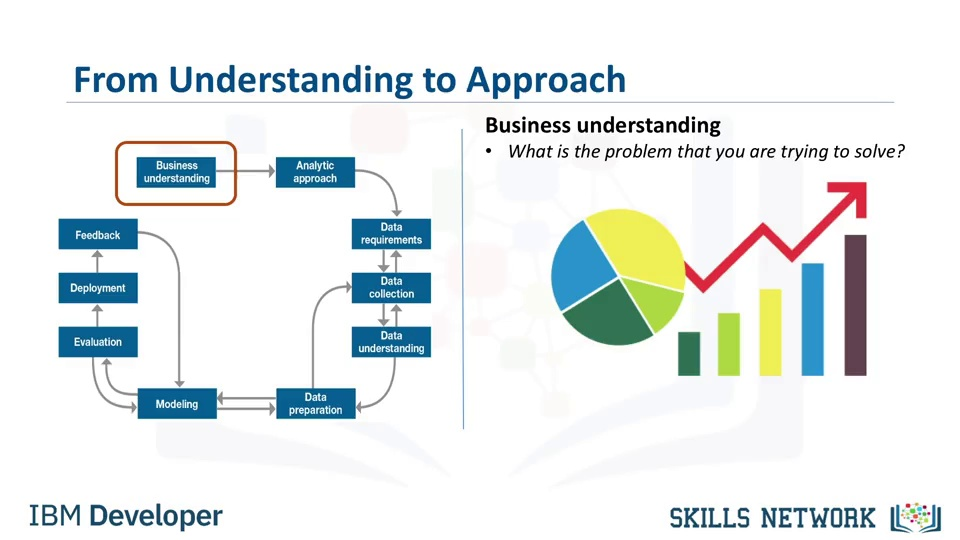 From Understanding to Approach
Business
understanding
Analytic
approach
Feedback
Data
requirements
Deployment
Data
collection
Evaluation
Data
understanding
Modeling
Data
preparation
Business understanding
• What is the problem that you are trying to solve?
IBM Developer
SKILLS NETWORK